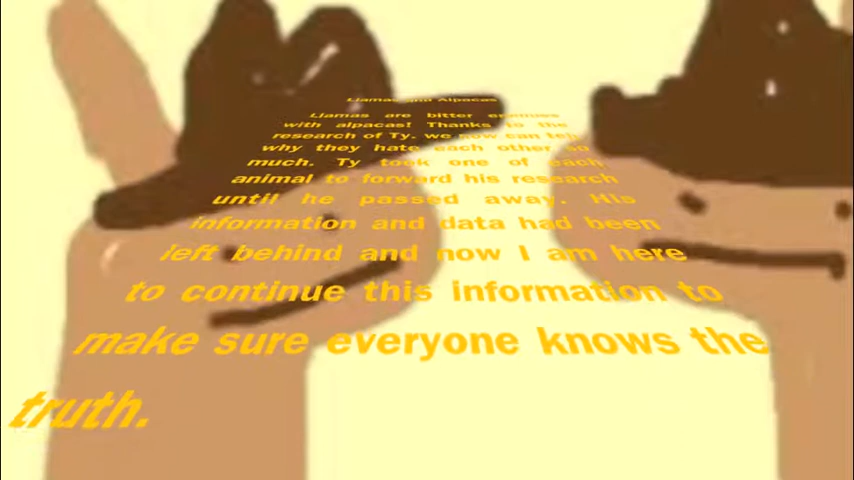 Llamas and Alpacas
Llamas are bitter enemies
with alpacas! Thanks to the
research of Ty. we now can tell
why they hate each other so
much. Ty took one of each
animal to forward his research
until he passed away. His
information and data had been
left behind and now I am here
to continue this information to
make sure everyone knows the
truth.